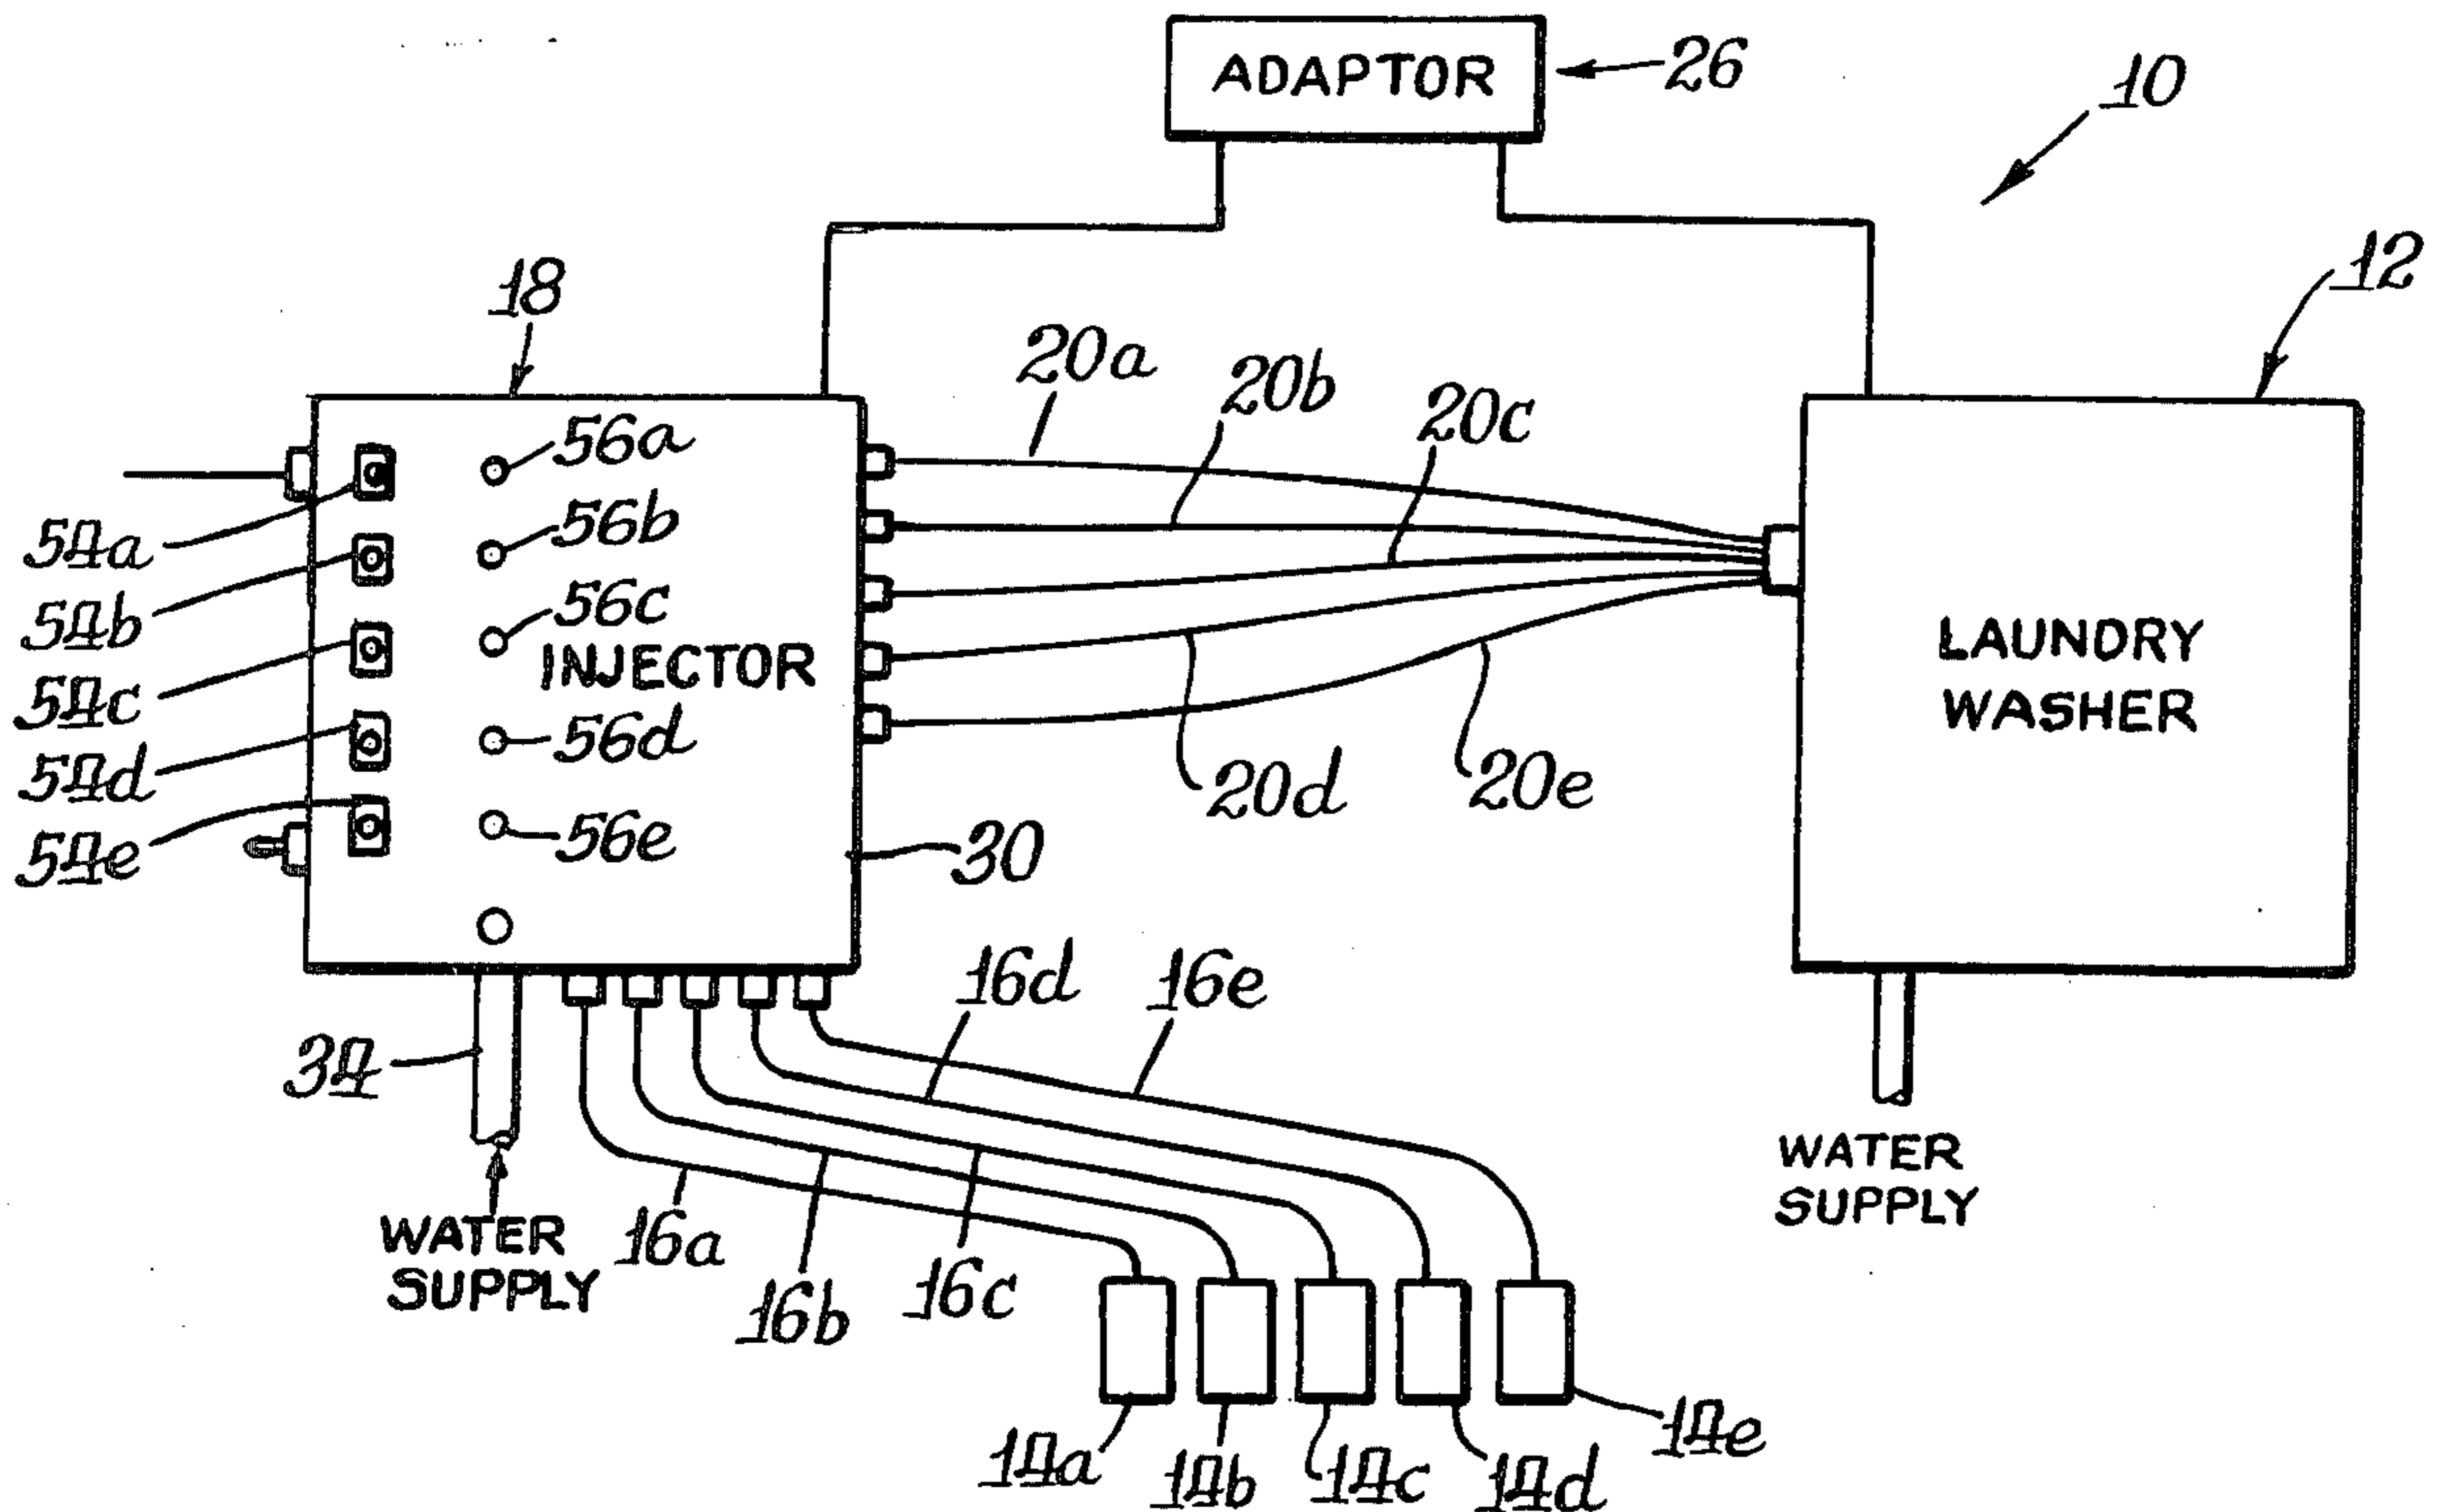 ADAPTOR
26
10
12
18
20a
20b
20c
56a
56b
56c
INJECTOR
56d
56e
54a
54b
54c
54d
54e
LAUNDRY
WASHER
20d
20e
30
16d
16e
34
WATER
SUPPLY
16a
16b
16c
WATER
SUPPLY
14a
14b
14c
14d
14e